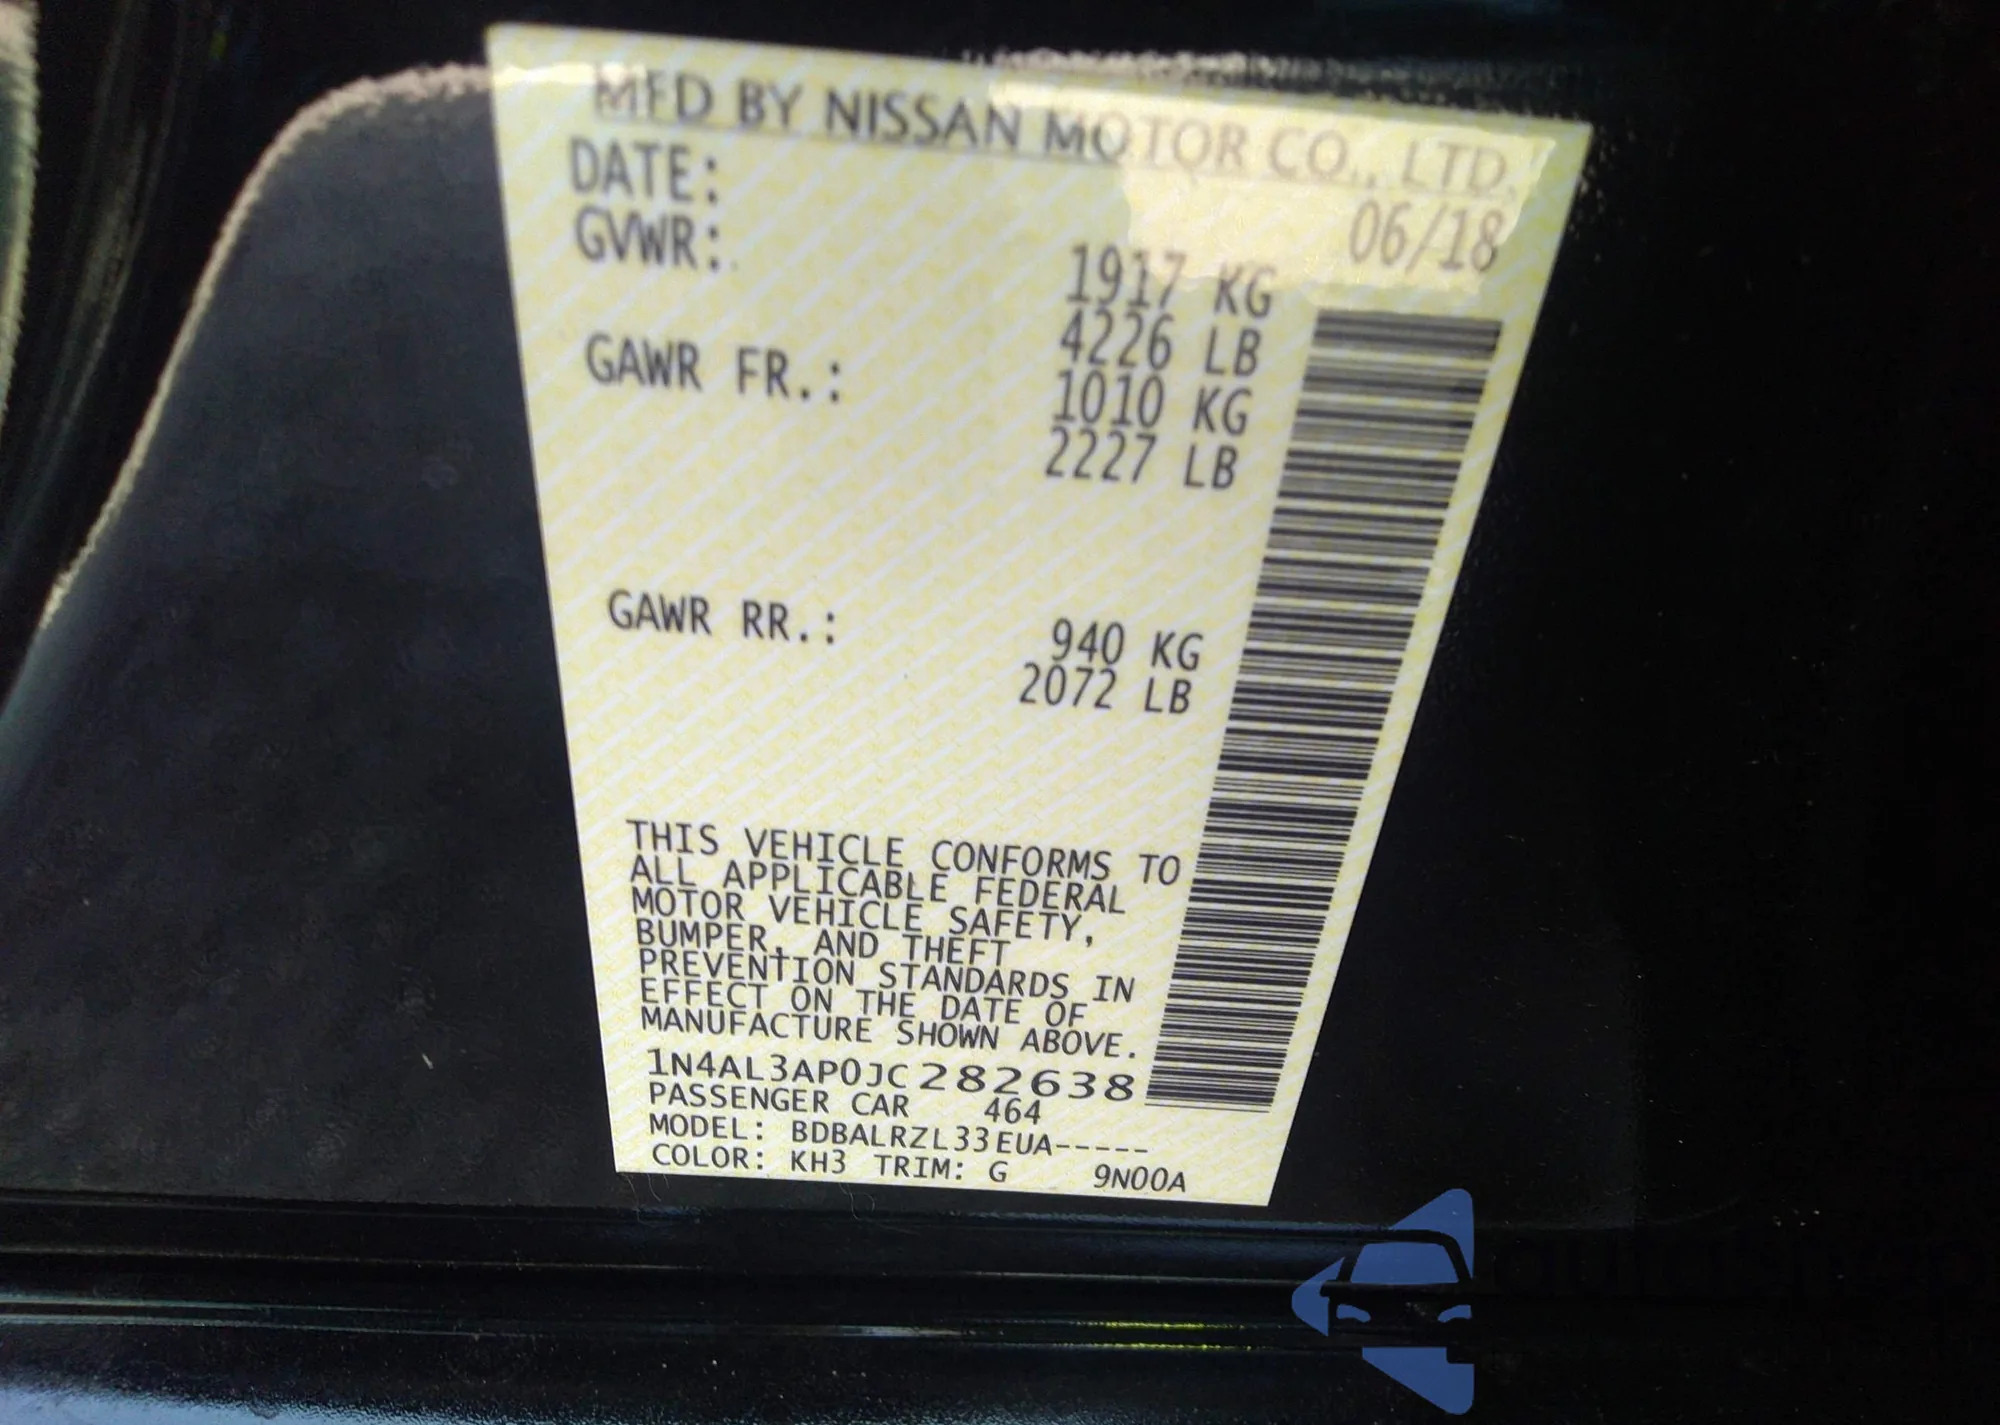 MFD BY NISSAN MOTOR CO., LTD.
DATE: 06/18
GVWR: 1917 KG
4226 LB
GAWR FR.: 1010 KG
2227 LB
GAWR RR.: 940 KG
2072 LB
THIS VEHICLE CONFORMS TO
ALL APPLICABLE FEDERAL
MOTOR VEHICLE SAFETY,
BUMPER, AND THEFT
PREVENTION STANDARDS IN
EFFECT ON THE DATE OF
MANUFACTURE SHOWN ABOVE.
1N4AL3AP0JC282638
PASSENGER CAR 464
MODEL: BDBALRZL33EUA-----
COLOR: KH3 TRIM: G 9N00A